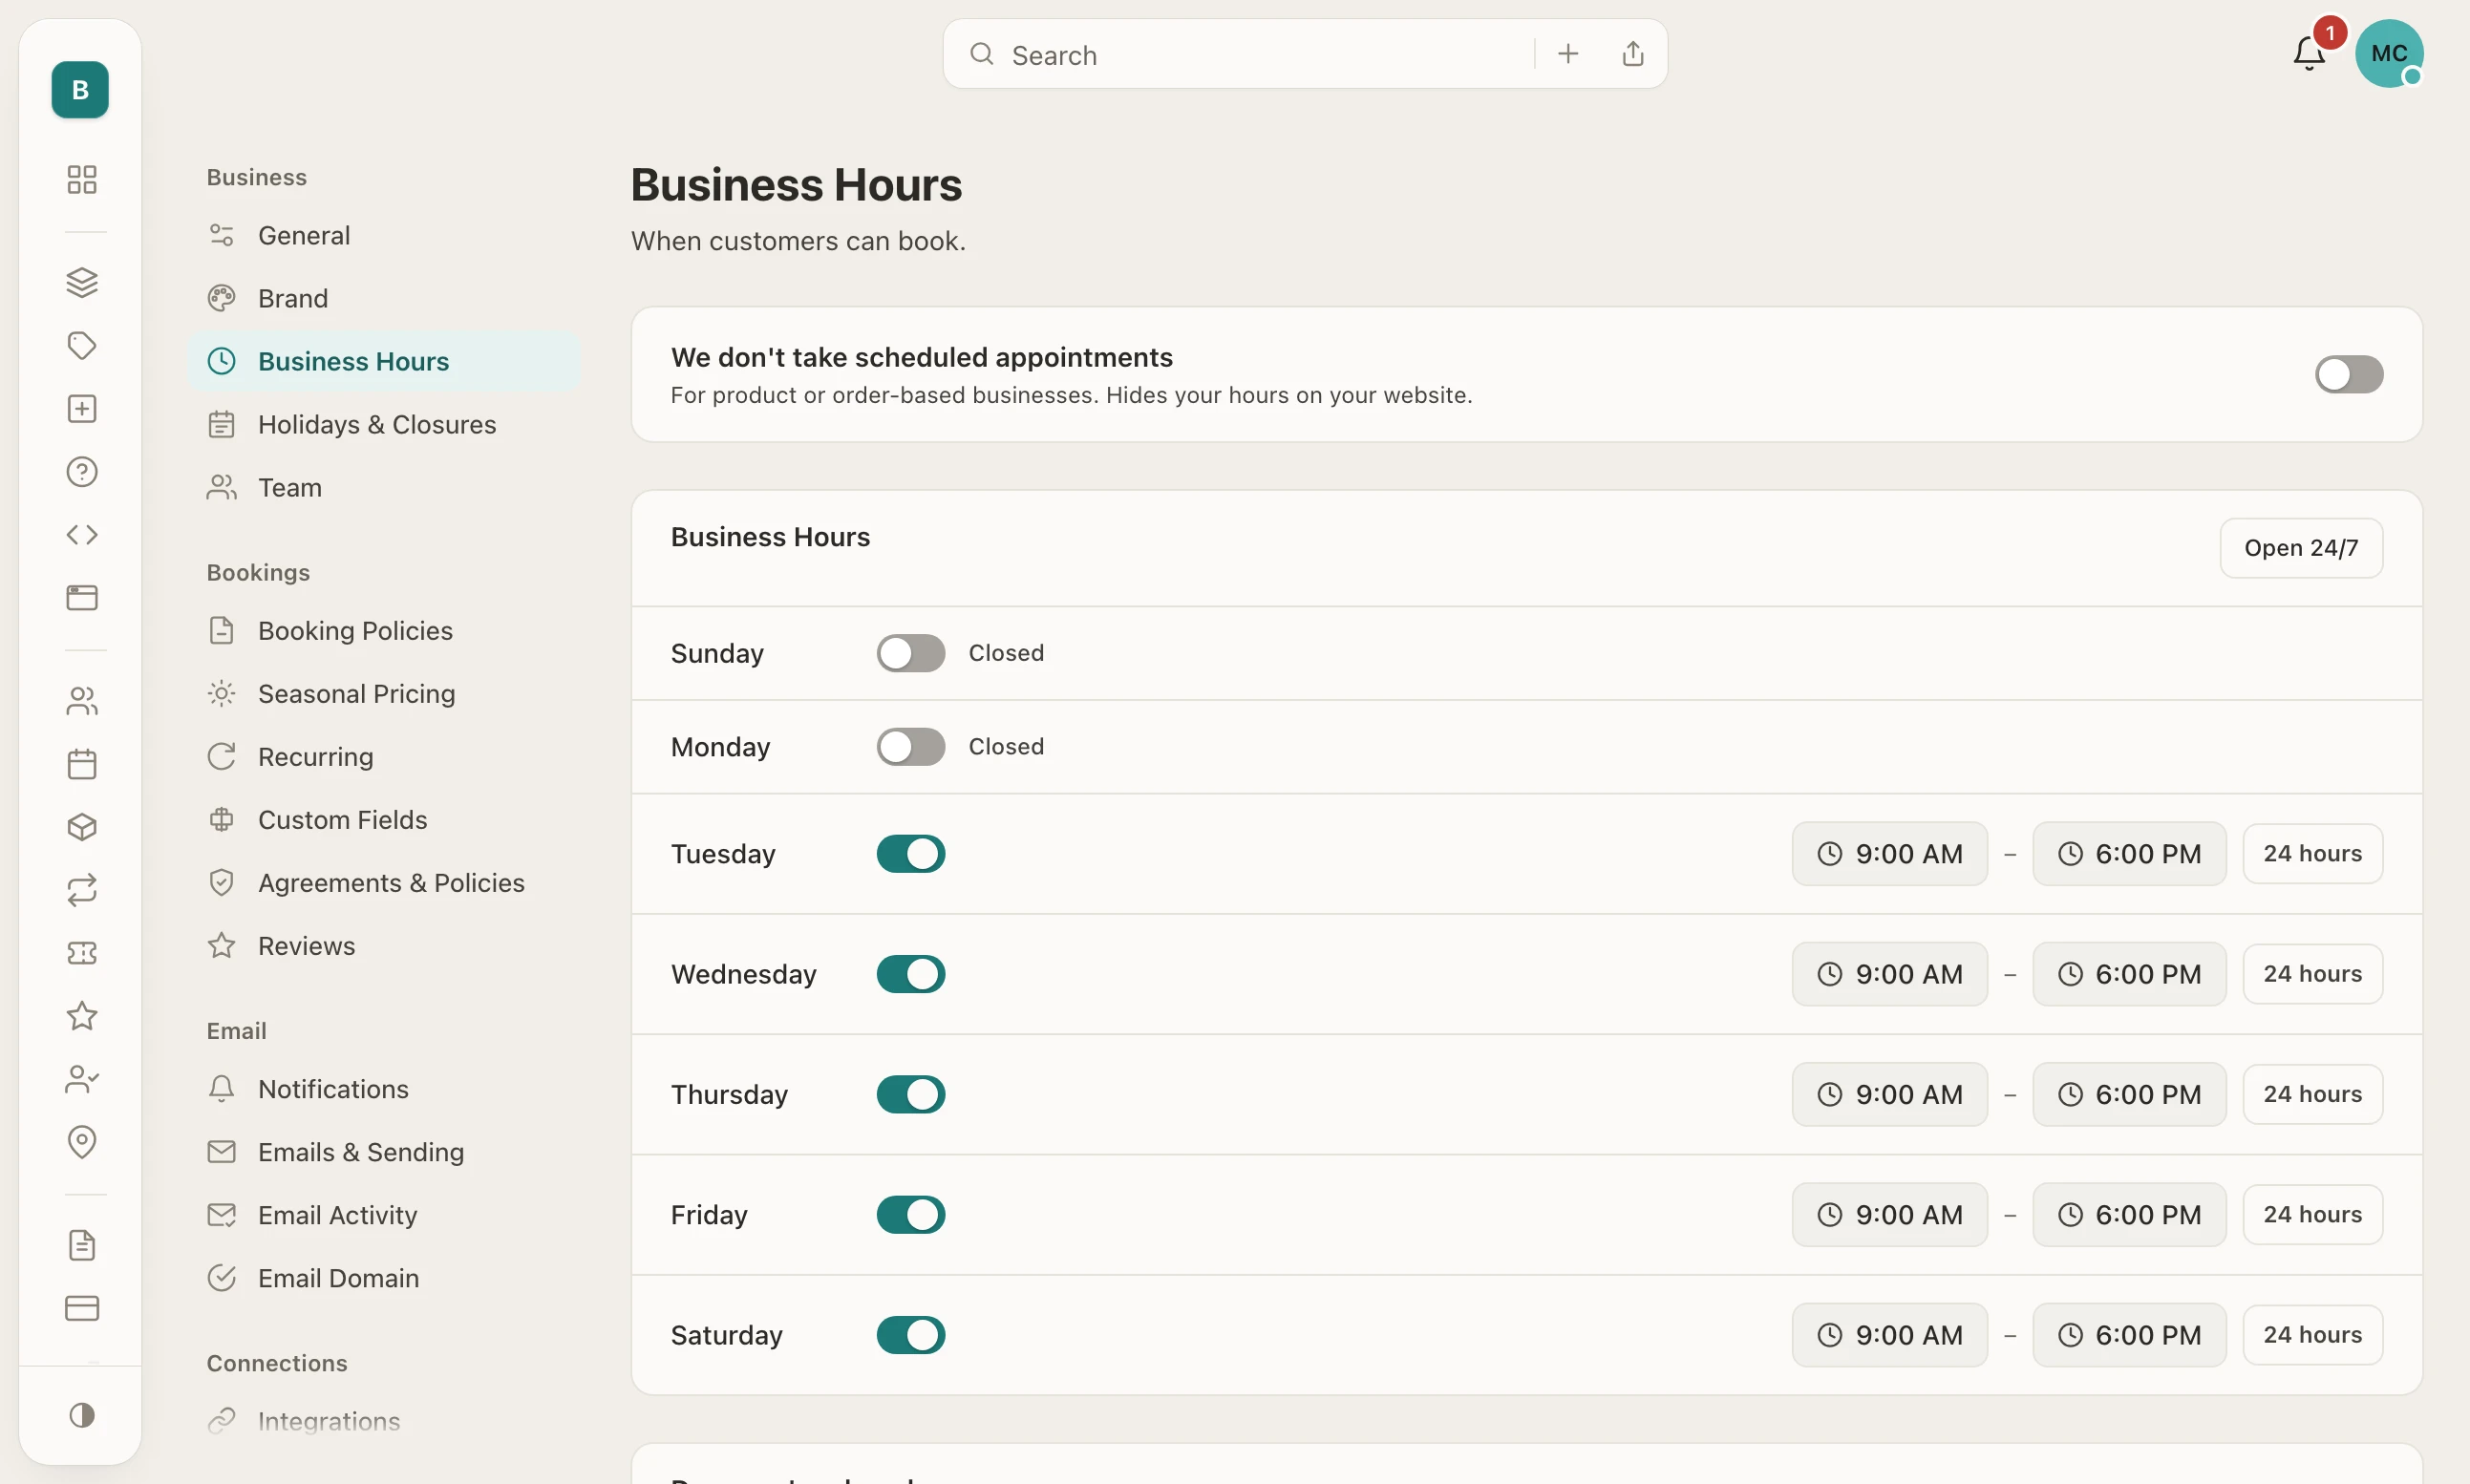 B
Search
1
MC
Business
General
Brand
Business Hours
Holidays & Closures
Team
Bookings
Booking Policies
Seasonal Pricing
Recurring
Custom Fields
Agreements & Policies
Reviews
Email
Notifications
Emails & Sending
Email Activity
Email Domain
Connections
Integrations
Business Hours
When customers can book.
We don't take scheduled appointments
For product or order-based businesses. Hides your hours on your website.
Business Hours
Open 24/7
Sunday Closed
Monday Closed
Tuesday 9:00 AM – 6:00 PM 24 hours
Wednesday 9:00 AM – 6:00 PM 24 hours
Thursday 9:00 AM – 6:00 PM 24 hours
Friday 9:00 AM – 6:00 PM 24 hours
Saturday 9:00 AM – 6:00 PM 24 hours